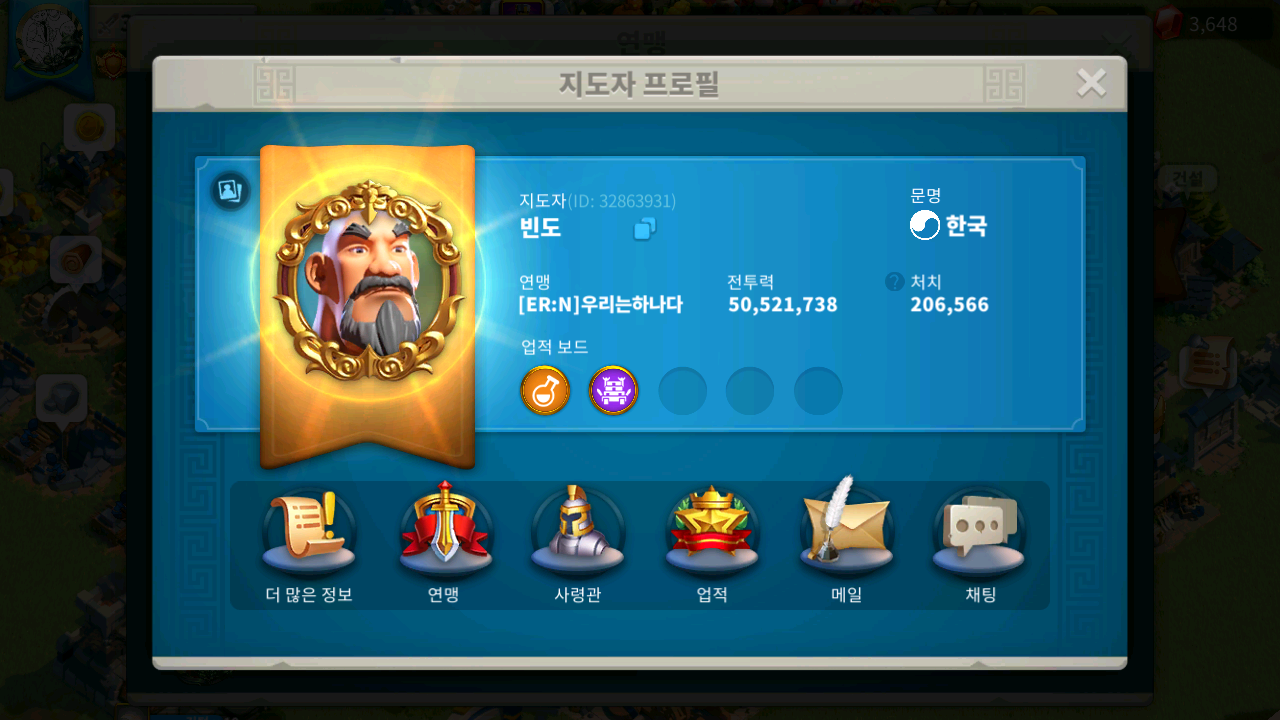 연맹
3,648
지도자 프로필
건설
지도자(ID: 32863931)
빈도
문명
한국
연맹
[ER:N]우리는하나다
전투력
50,521,738
?
처치
206,566
업적 보드
더 많은 정보
연맹
사령관
업적
메일
채팅